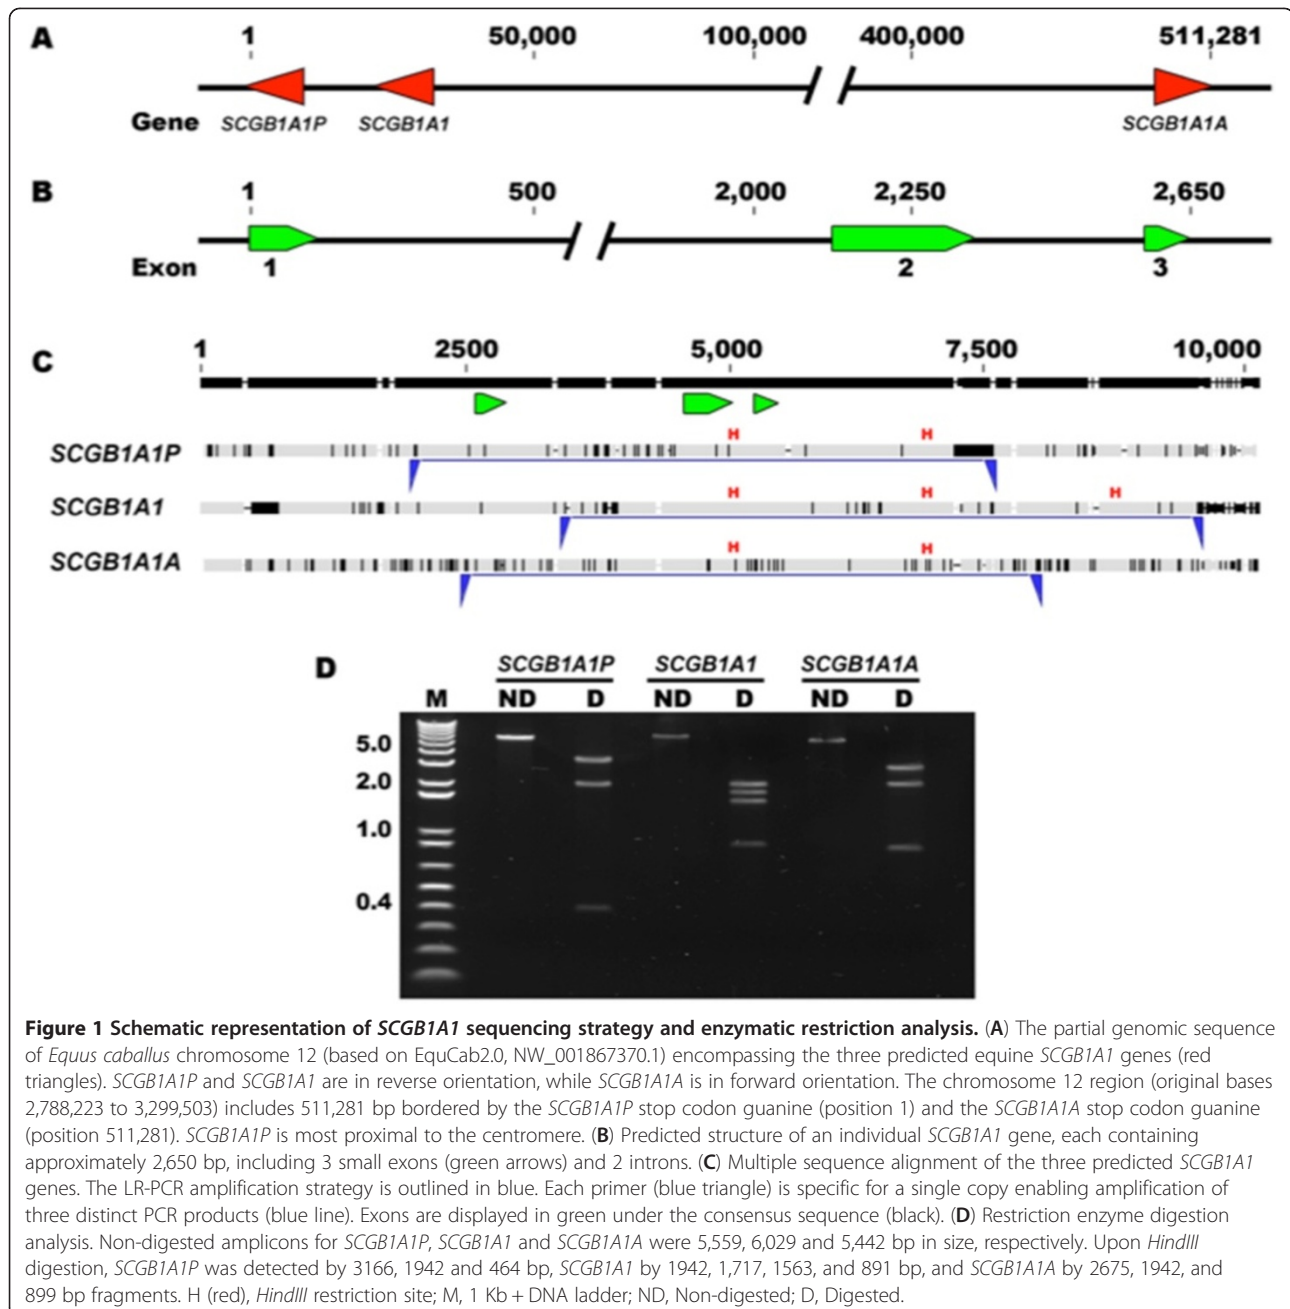 A
1 50,000 100,000 400,000 511,281
Gene SCGB1A1P SCGB1A1 SCGB1A1A
B
1 500 2,000 2,250 2,650
Exon 1 2 3
C
1 2500 5,000 7,500 10,000
H H
SCGB1A1P
H H H
SCGB1A1
H H
SCGB1A1A
D
SCGB1A1P SCGB1A1 SCGB1A1A
M ND D ND D ND D
5.0
2.0
1.0
0.4
Figure 1 Schematic representation of SCGB1A1 sequencing strategy and enzymatic restriction analysis. (A) The partial genomic sequence
of Equus caballus chromosome 12 (based on EquCab2.0, NW_001867370.1) encompassing the three predicted equine SCGB1A1 genes (red
triangles). SCGB1A1P and SCGB1A1 are in reverse orientation, while SCGB1A1A is in forward orientation. The chromosome 12 region (original bases
2,788,223 to 3,299,503) includes 511,281 bp bordered by the SCGB1A1P stop codon guanine (position 1) and the SCGB1A1A stop codon guanine
(position 511,281). SCGB1A1P is most proximal to the centromere. (B) Predicted structure of an individual SCGB1A1 gene, each containing
approximately 2,650 bp, including 3 small exons (green arrows) and 2 introns. (C) Multiple sequence alignment of the three predicted SCGB1A1
genes. The LR-PCR amplification strategy is outlined in blue. Each primer (blue triangle) is specific for a single copy enabling amplification of
three distinct PCR products (blue line). Exons are displayed in green under the consensus sequence (black). (D) Restriction enzyme digestion
analysis. Non-digested amplicons for SCGB1A1P, SCGB1A1 and SCGB1A1A were 5,559, 6,029 and 5,442 bp in size, respectively. Upon HindIII
digestion, SCGB1A1P was detected by 3166, 1942 and 464 bp, SCGB1A1 by 1942, 1,717, 1563, and 891 bp, and SCGB1A1A by 2675, 1942, and
899 bp fragments. H (red), HindIII restriction site; M, 1 Kb + DNA ladder; ND, Non-digested; D, Digested.